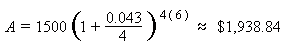 A = 1500 (1 + 0.043/4)^4(6) ≈ $1,938.84